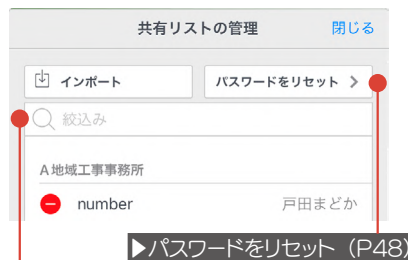 共有リストの管理 閉じる
インポート パスワードをリセット
絞込み
A地域工事事務所
number 戸田まどか
▶パスワードをリセット（P48）